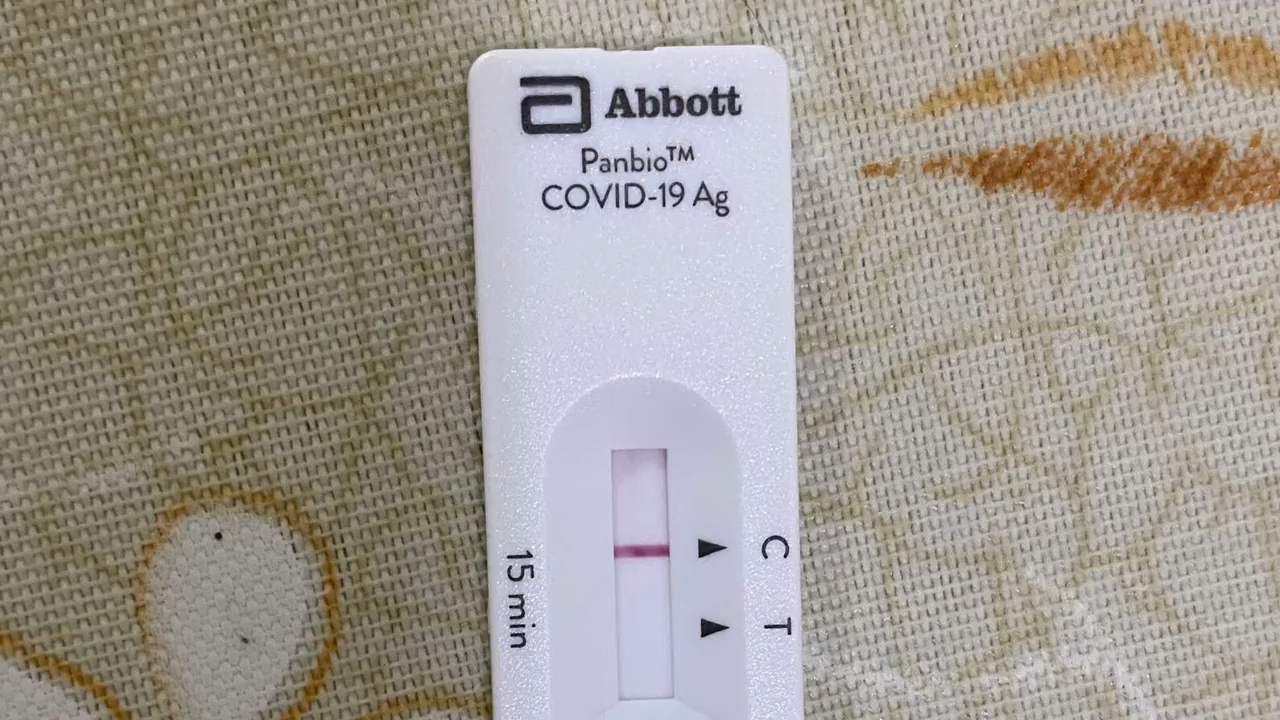 Abbott
Panbio™
COVID-19 Ag
C
T
15 min